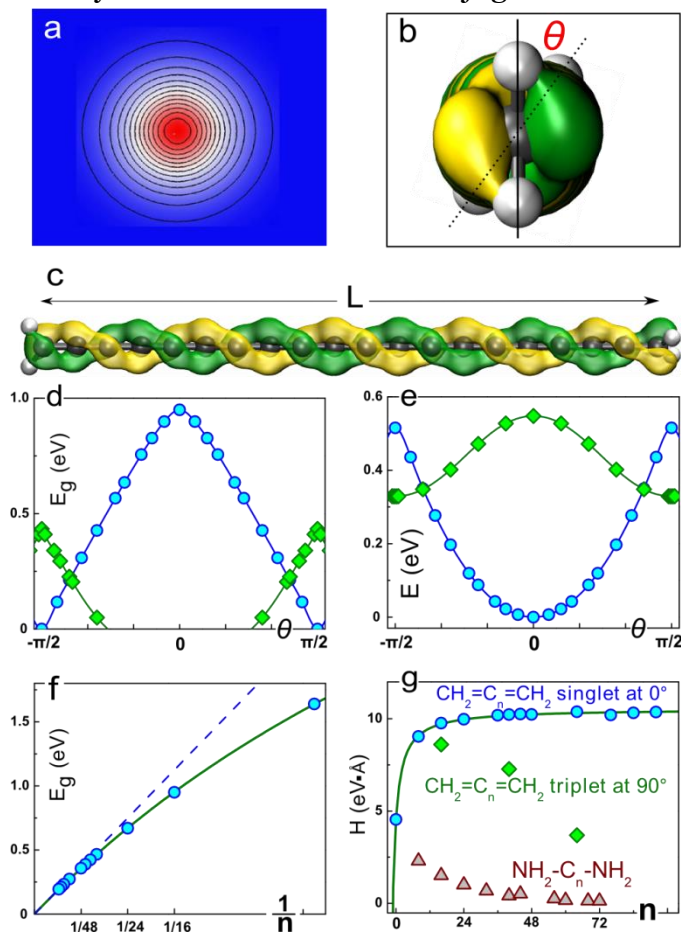 a
b
θ
c
L
d
1.0
E_g (eV)
0.5
0
-π/2
0
θ
π/2
e
0.6
0.4
E (eV)
0.2
0
-π/2
0
θ
π/2
f
1.5
E_g (eV)
1.0
0.5
0.0
1/48
1/24
1/16
1/n
g
CH₂=Cₙ=CH₂ singlet at 0°
10
H (eV·Å)
CH₂=Cₙ=CH₂ triplet at 90°
5
NH₂-Cₙ-NH₂
0
0
24
48
72
n